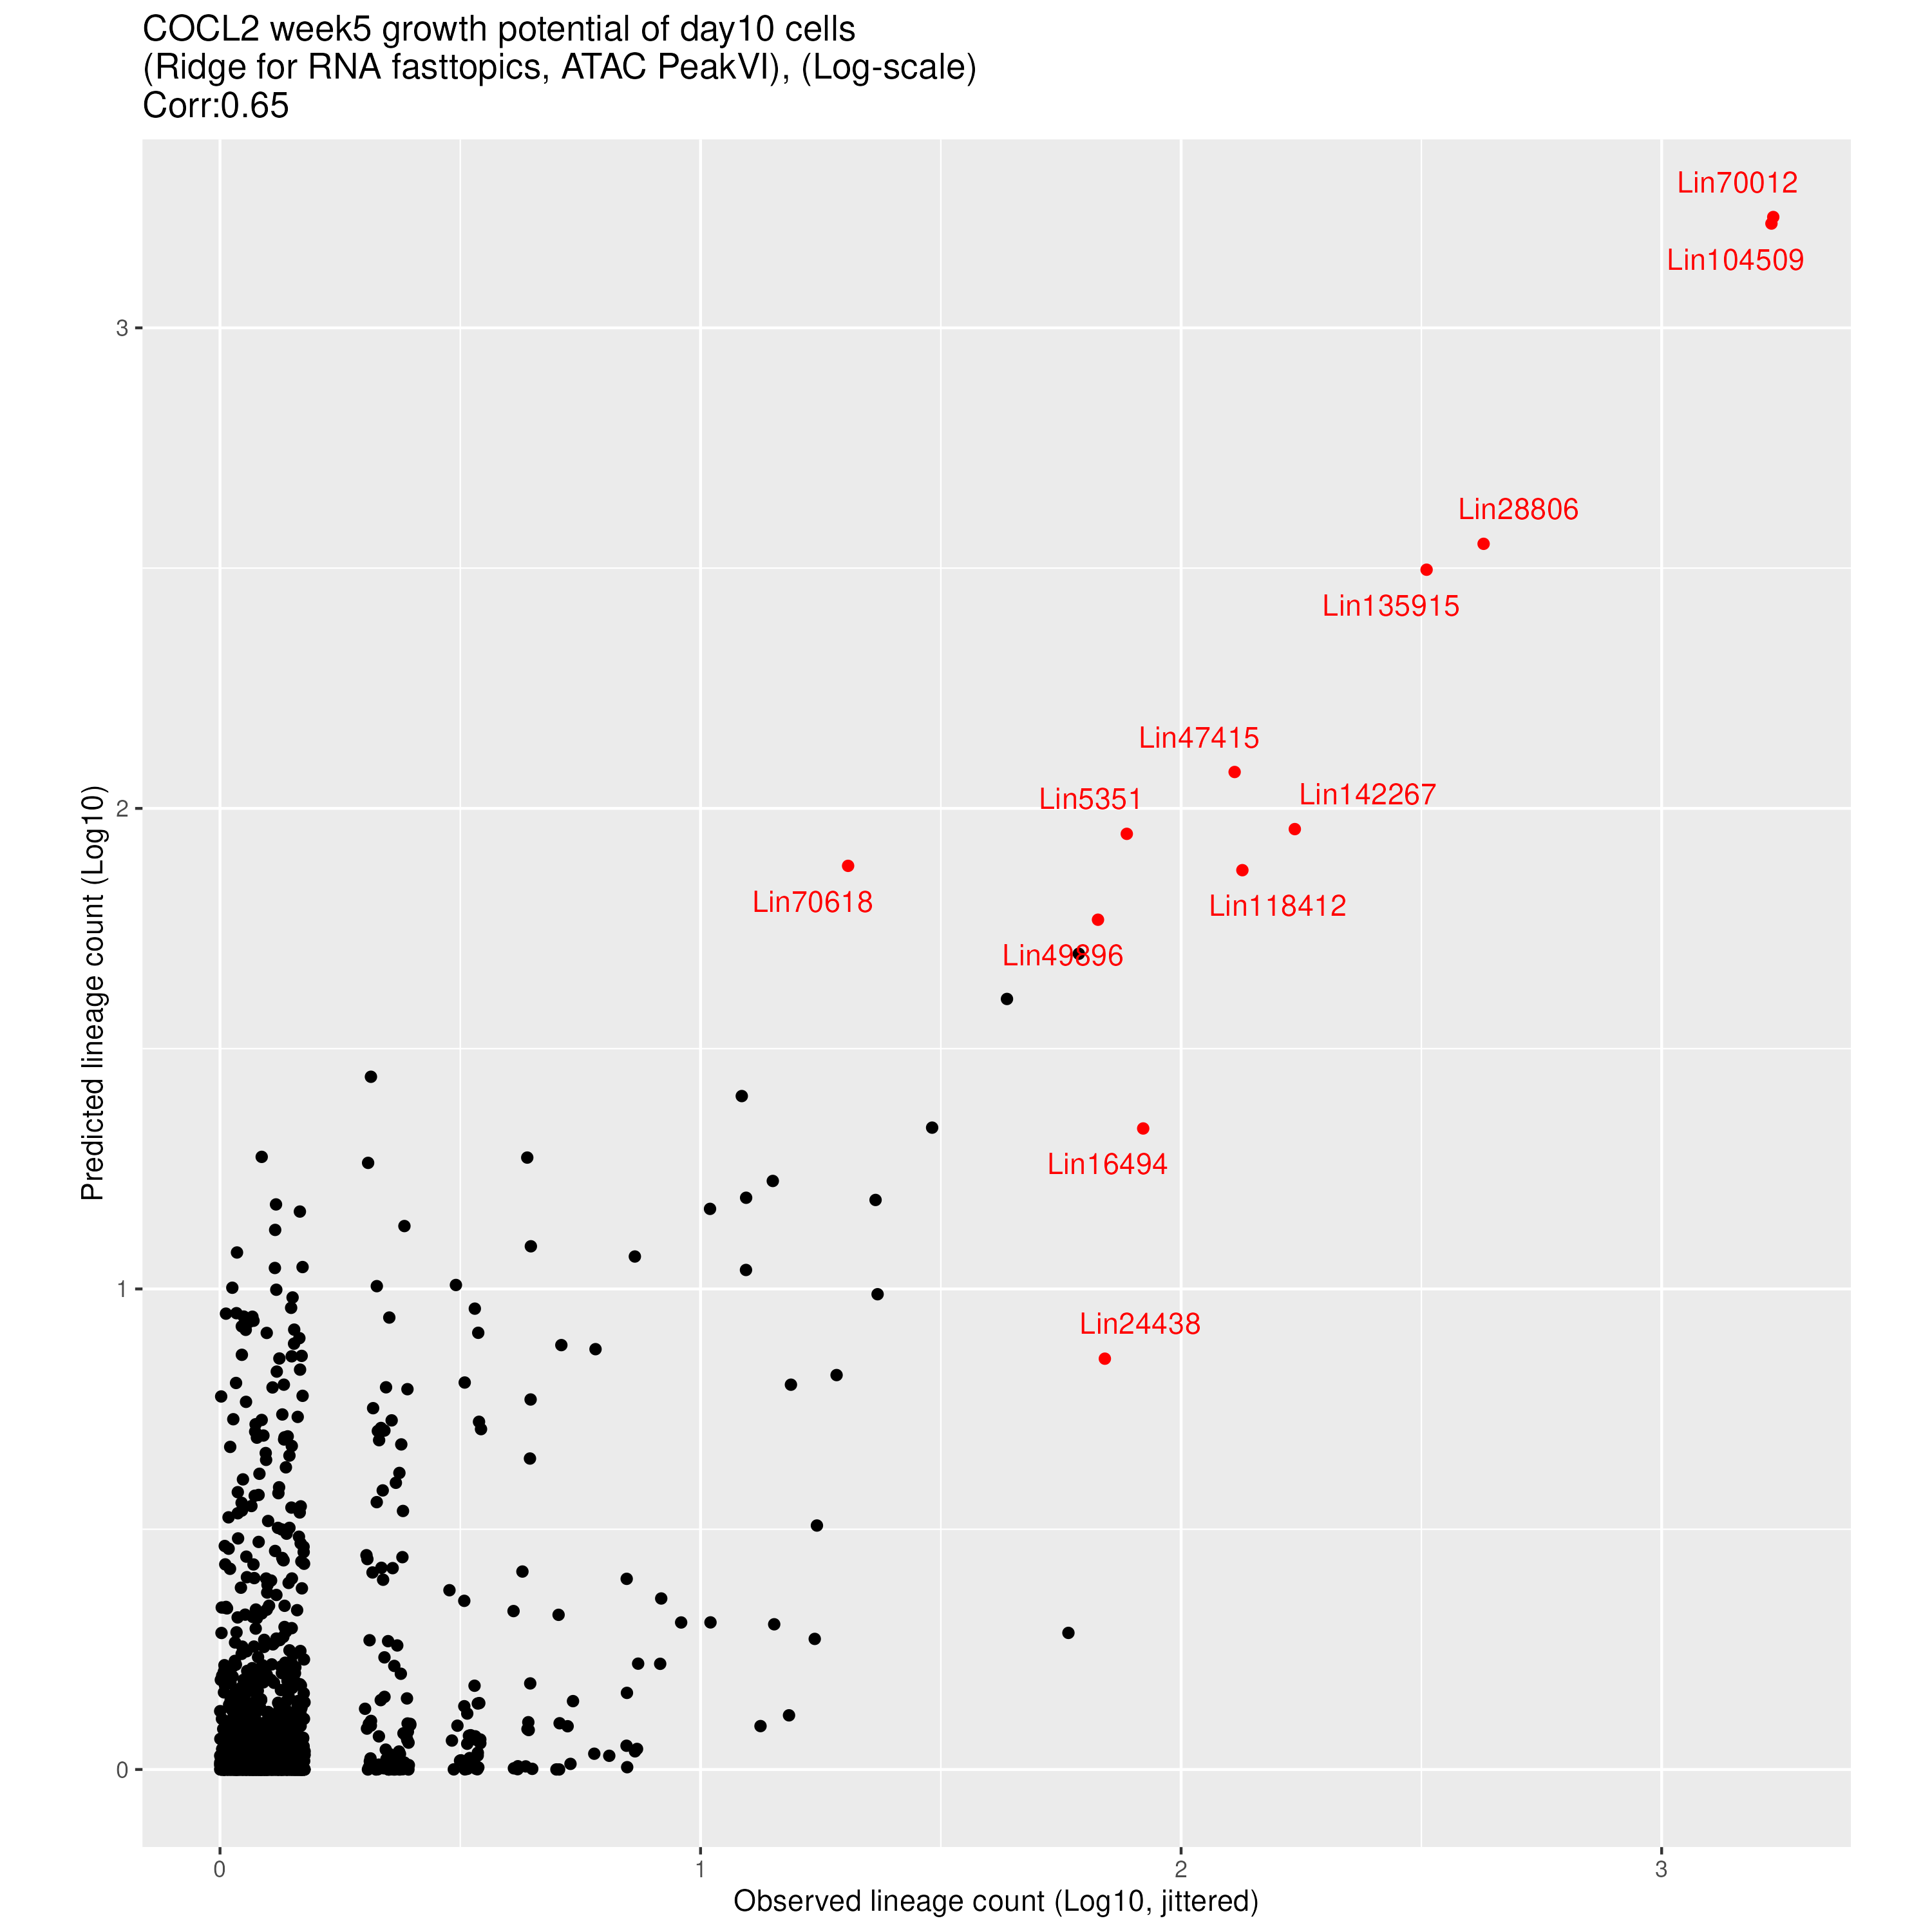 COCL2 week5 growth potential of day10 cells
(Ridge for RNA fasttopics, ATAC PeakVI), (Log-scale)
Corr:0.65
Lin70012
Lin104509
3
Lin28806
Lin135915
Lin47415
Lin142267
Lin5351
2
Lin70618
Lin118412
Lin49896
Lin16494
1
Lin24438
0
Predicted lineage count (Log10)
0 1 2 3
Observed lineage count (Log10, jittered)